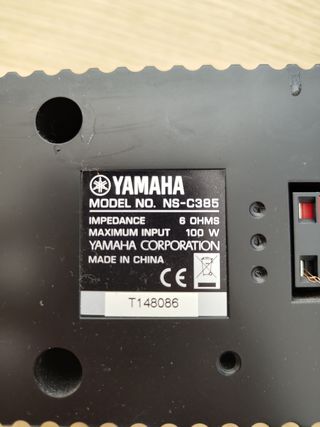 YAMAHA
MODEL NO. NS-C385
IMPEDANCE 6 OHMS
MAXIMUM INPUT 100 W
YAMAHA CORPORATION
MADE IN CHINA
CE
T148086